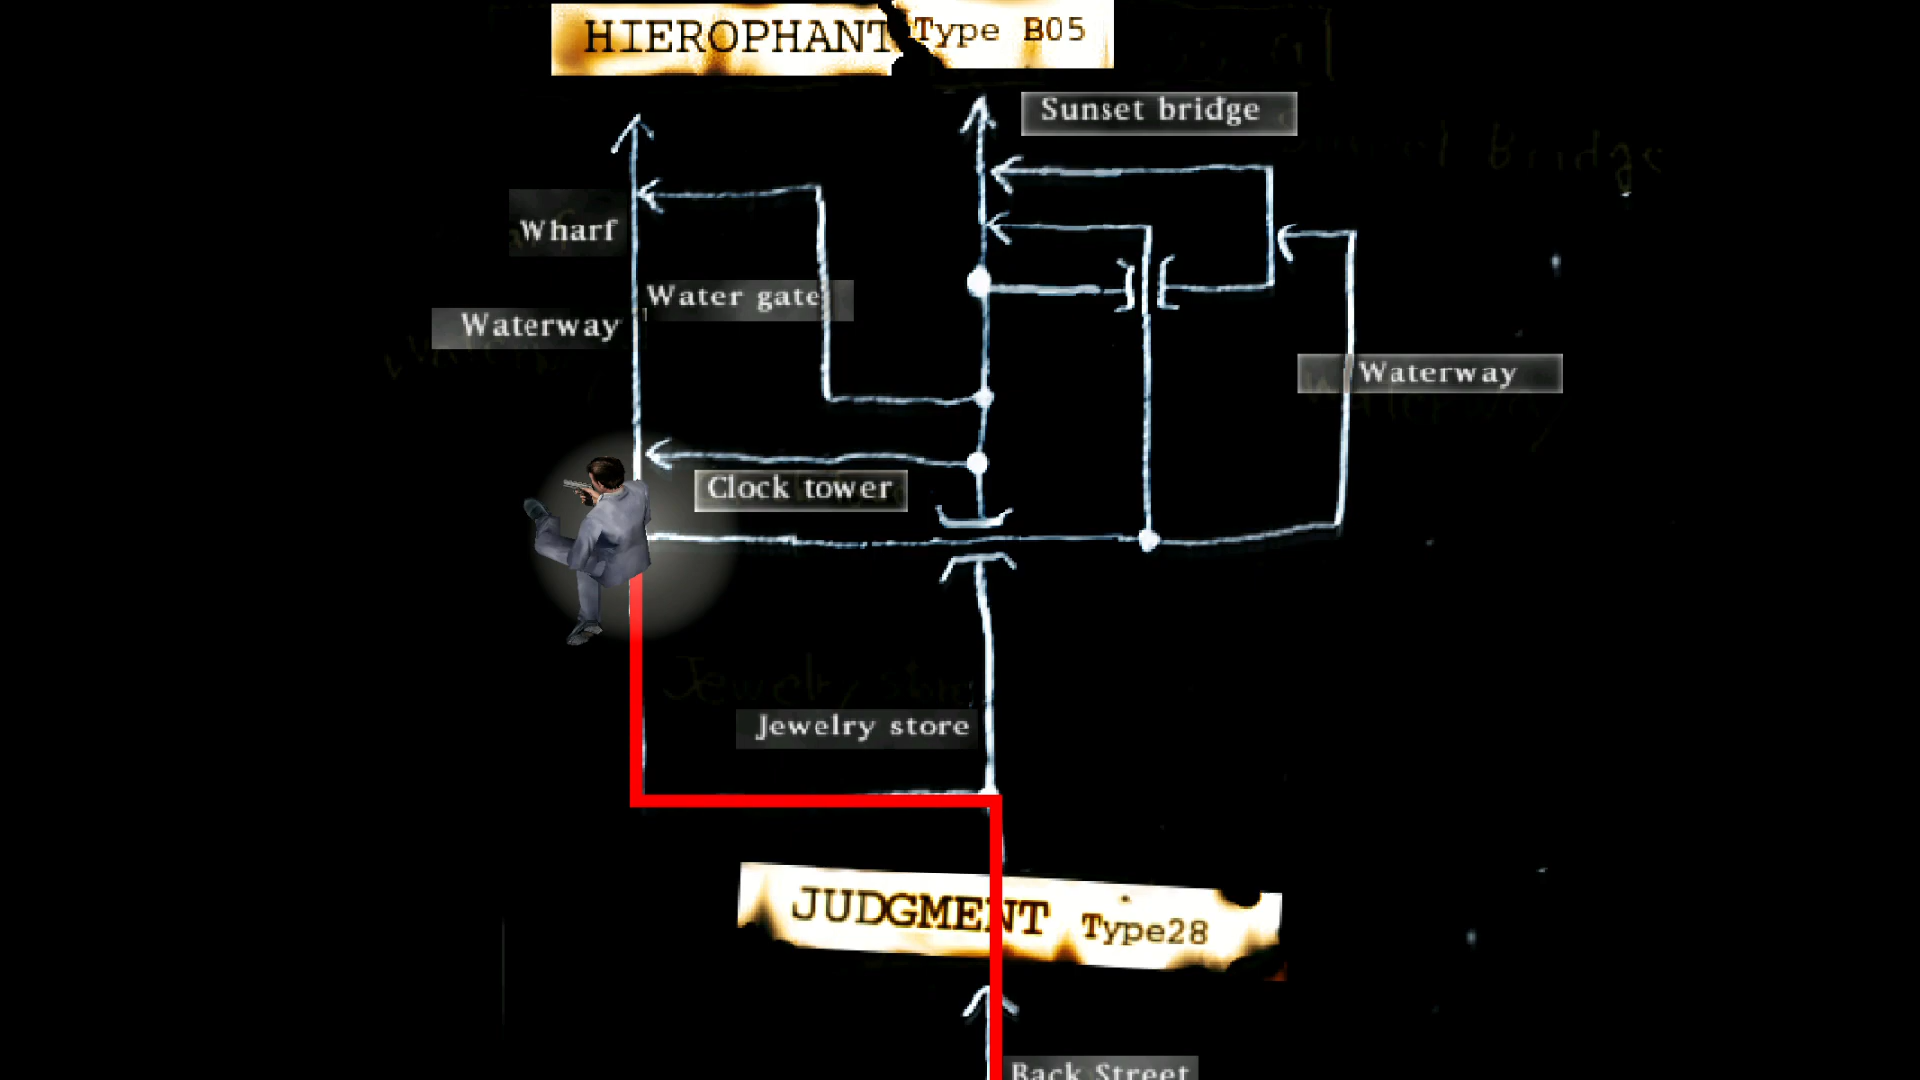 HIEROPHANT Type B05
Sunset bridge
Wharf
Water gate
Waterway
Waterway
Clock tower
Jewelry store
JUDGMENT Type28
Back Street